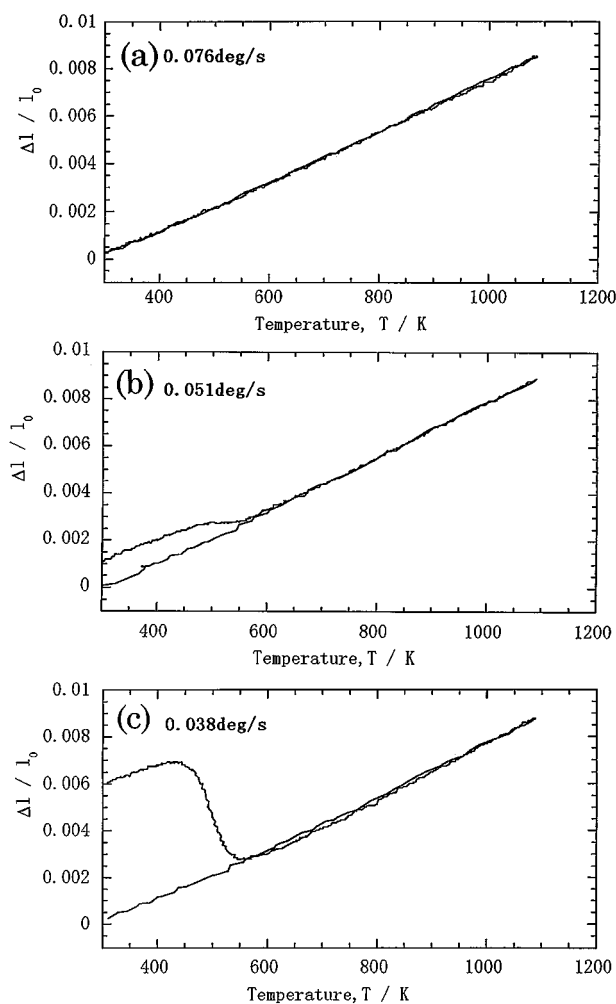 0.01
(a) 0.076deg/s
0.008
0.006
Δl / l₀
0.004
0.002
0
400 600 800 1000 1200
Temperature, T / K
0.01
(b) 0.051deg/s
0.008
0.006
Δl / l₀
0.004
0.002
0
400 600 800 1000 1200
Temperature, T / K
0.01
(c) 0.038deg/s
0.008
0.006
Δl / l₀
0.004
0.002
0
400 600 800 1000 1200
Temperature, T / K